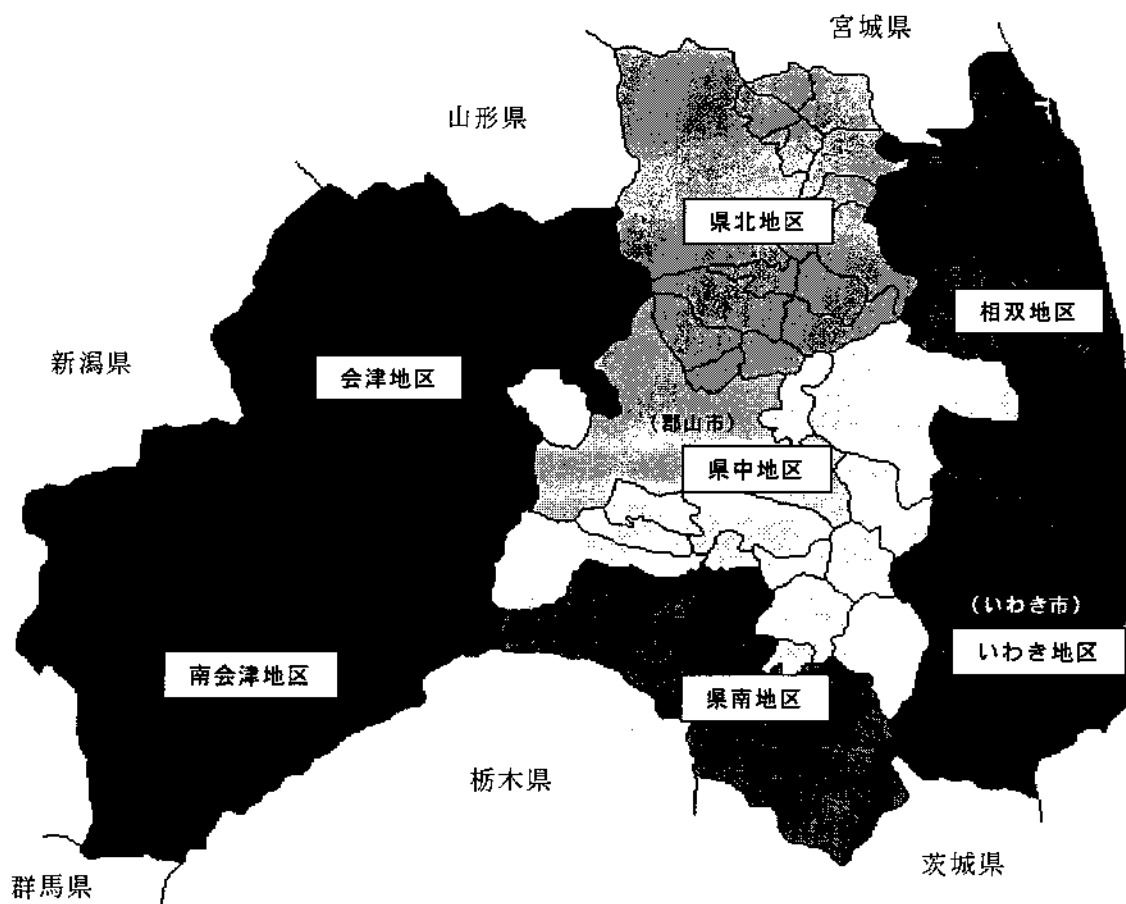 宮城県
山形県
県北地区
相双地区
新潟県
会津地区
(郡山市)
県中地区
(いわき市)
いわき地区
南会津地区
県南地区
栃木県
茨城県
群馬県